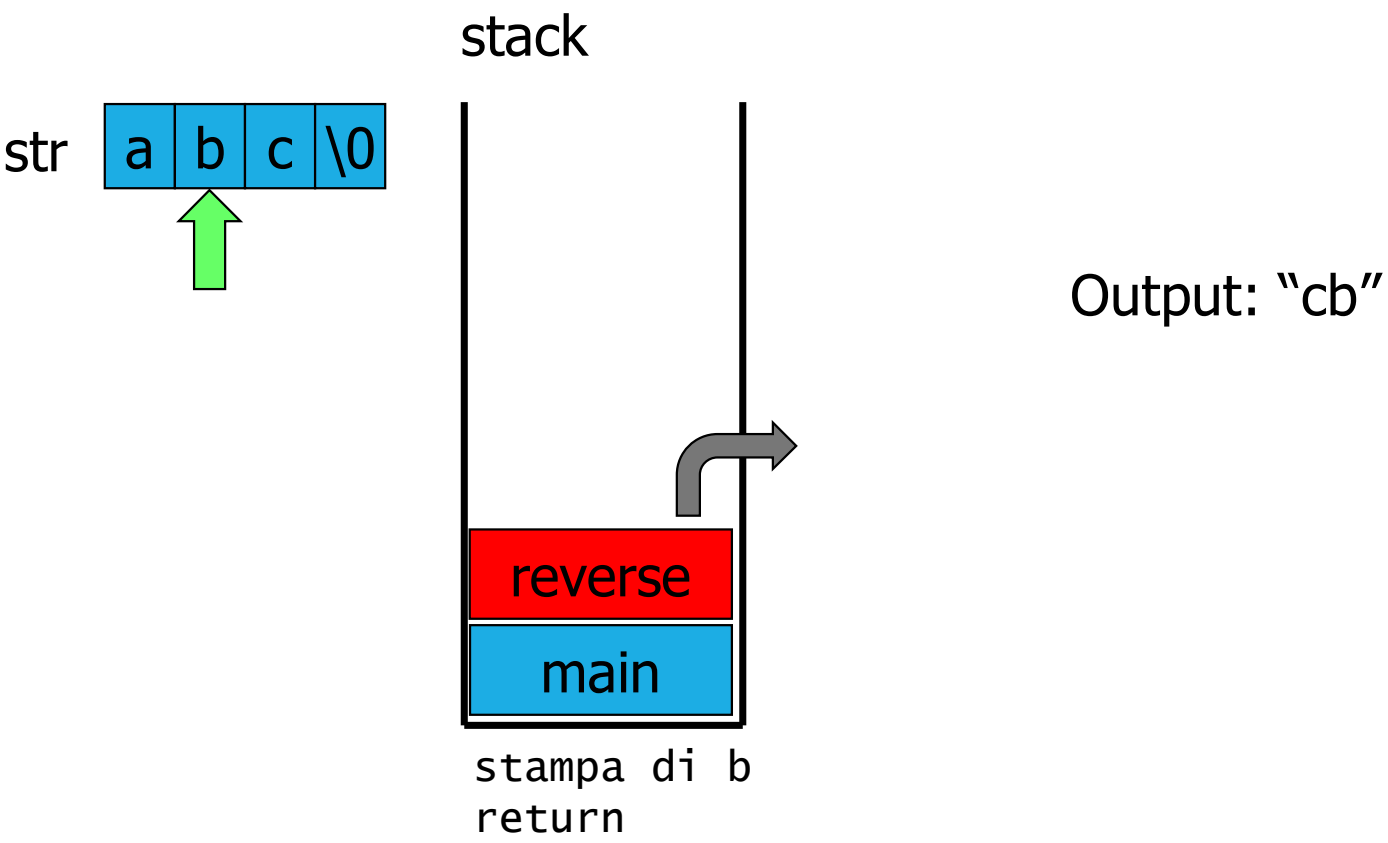 stack
str a b c \0
Output: “cb”
reverse
main
stampa di b
return